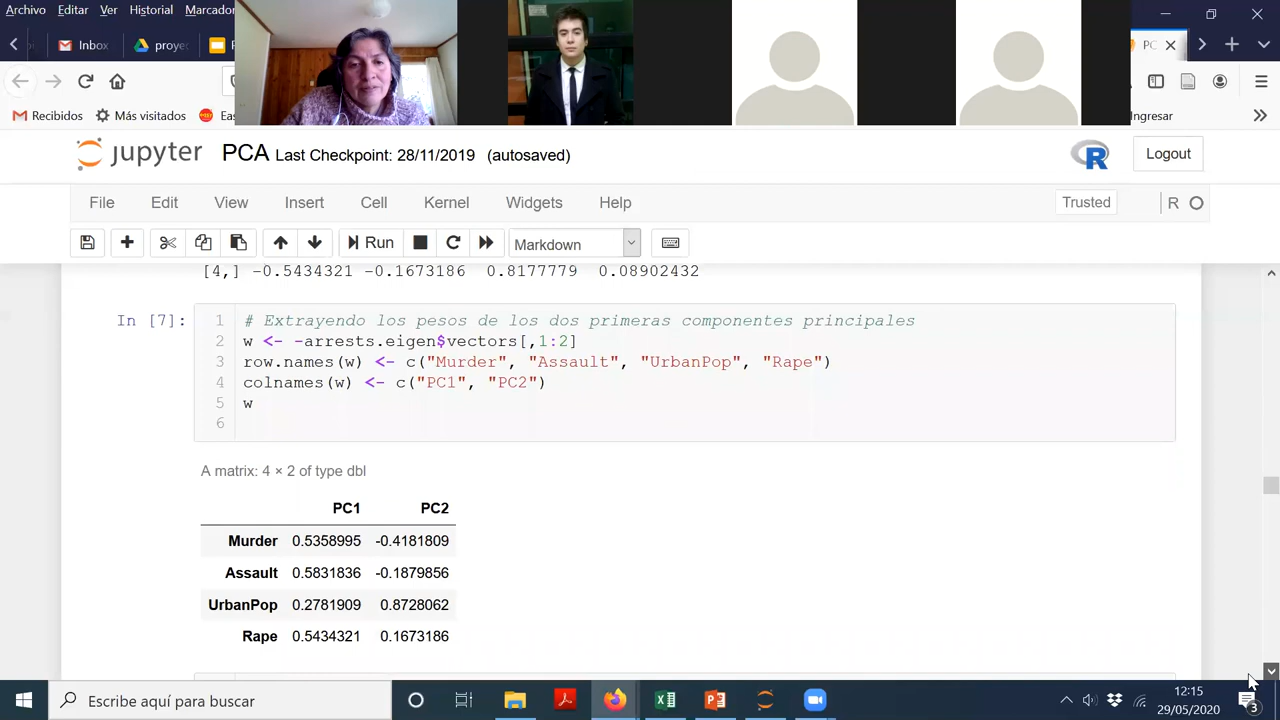 Archivo Editar Ver Historial Marcador
Inbox
proye
PC
Recibidos
Más visitados
Eas
Ingresar
jupyter PCA Last Checkpoint: 28/11/2019 (autosaved)
R
Logout
File Edit View Insert Cell Kernel Widgets Help
Trusted
R
Run
Markdown
[4,] -0.5434321 -0.1673186 0.8177779 0.08902432
In [7]:
1 # Extrayendo los pesos de los dos primeras componentes principales
2 w <- -arrests.eigen$vectors[,1:2]
3 row.names(w) <- c("Murder", "Assault", "UrbanPop", "Rape")
4 colnames(w) <- c("PC1", "PC2")
5 w
6
A matrix: 4 × 2 of type dbl
PC1 PC2
Murder 0.5358995 -0.4181809
Assault 0.5831836 -0.1879856
UrbanPop 0.2781909 0.8728062
Rape 0.5434321 0.1673186
Escribe aquí para buscar
12:15
29/05/2020
3